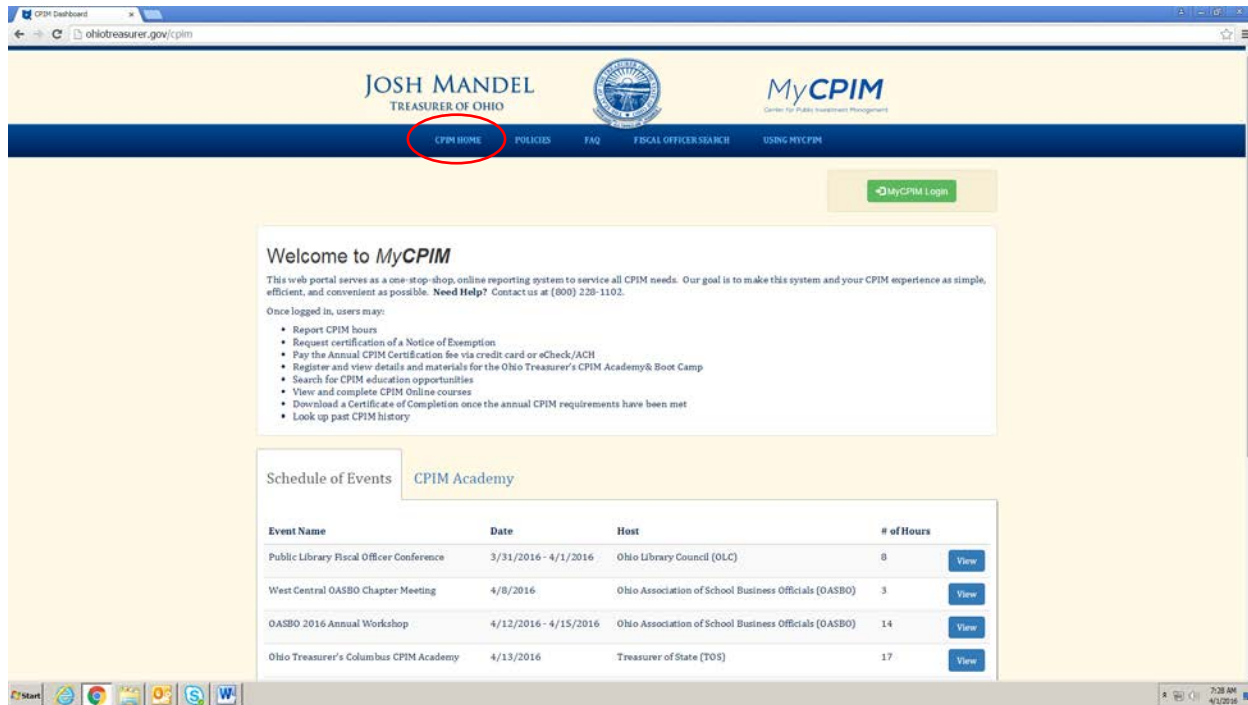 CPIM Dashboard
ohiotreasurer.gov/cpim
JOSH MANDEL
TREASURER OF OHIO
MyCPIM
Center for Public Investment Management
CPIM HOME POLICIES FAQ FISCAL OFFICER SEARCH USING MYCPIM
MyCPIM Login
Welcome to MyCPIM
This web portal serves as a one-stop-shop, online reporting system to service all CPIM needs. Our goal is to make this system and your CPIM experience as simple,
efficient, and convenient as possible. Need Help? Contact us at (800) 228-1102.
Once logged in, users may:
• Report CPIM hours
• Request certification of a Notice of Exemption
• Pay the Annual CPIM Certification fee via credit card or eCheck/ACH
• Register and view details and materials for the Ohio Treasurer's CPIM Academy& Boot Camp
• Search for CPIM education opportunities
• View and complete CPIM Online courses
• Download a Certificate of Completion once the annual CPIM requirements have been met
• Look up past CPIM history
Schedule of Events CPIM Academy
Event Name Date Host # of Hours
Public Library Fiscal Officer Conference 3/31/2016 - 4/1/2016 Ohio Library Council (OLC) 8 View
West Central OASBO Chapter Meeting 4/8/2016 Ohio Association of School Business Officials (OASBO) 3 View
OASBO 2016 Annual Workshop 4/12/2016 - 4/15/2016 Ohio Association of School Business Officials (OASBO) 14 View
Ohio Treasurer's Columbus CPIM Academy 4/13/2016 Treasurer of State (TOS) 17 View
Start
7:28 AM
4/1/2016